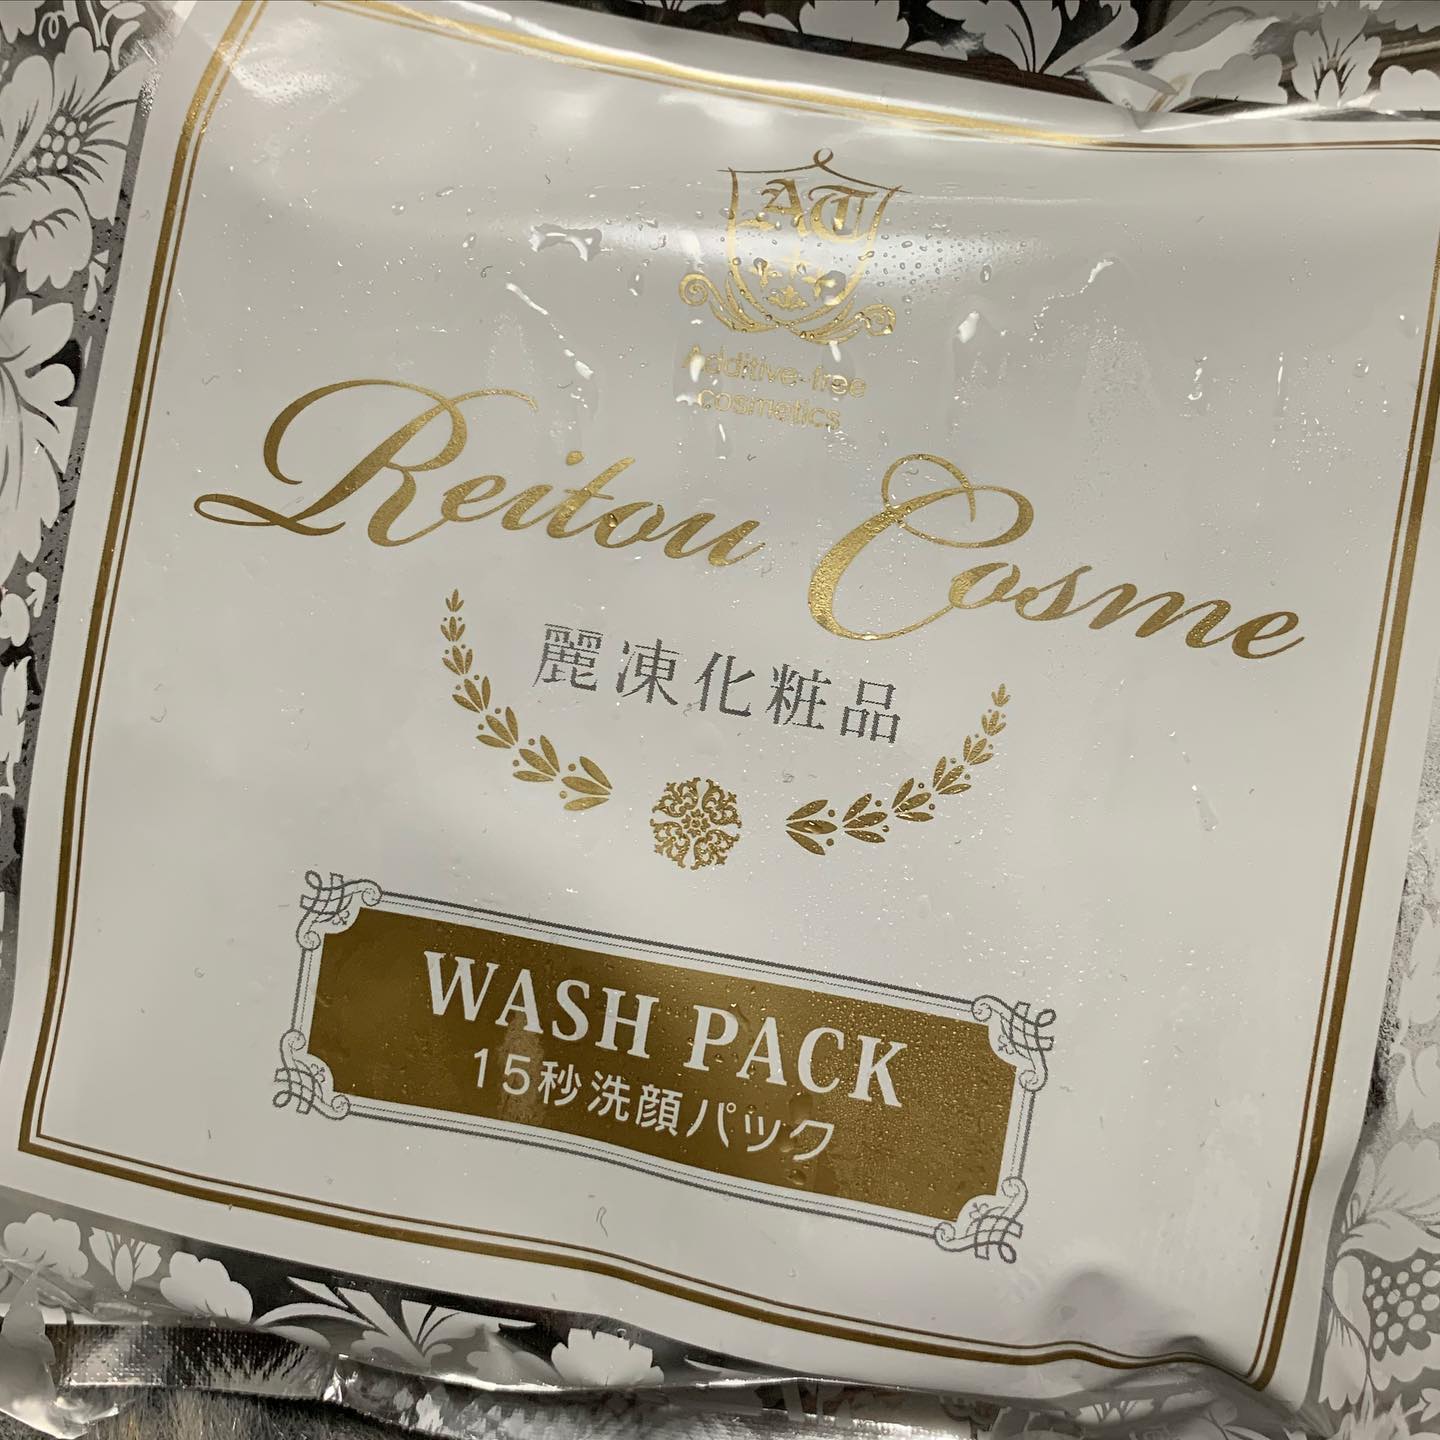 AT
Additive-free
cosmetics
Reitou Cosme
麗凍化粧品
WASH PACK
15秒洗顔パック